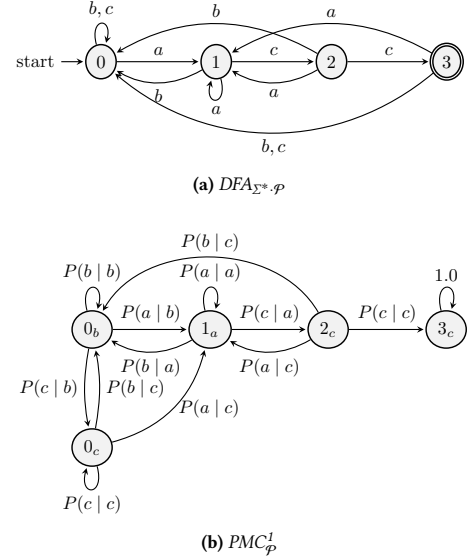 b, c
b
a
start
0
a
1
c
2
c
3
b
a
a
b, c
(a) DFA_{Σ*·𝒫}
P(b | c)
P(b | b)
P(a | a)
1.0
0_b
P(a | b)
1_a
P(c | a)
2_c
P(c | c)
3_c
P(b | a)
P(a | c)
P(c | b)
P(b | c)
P(a | c)
0_c
P(c | c)
(b) PMC^1_𝒫